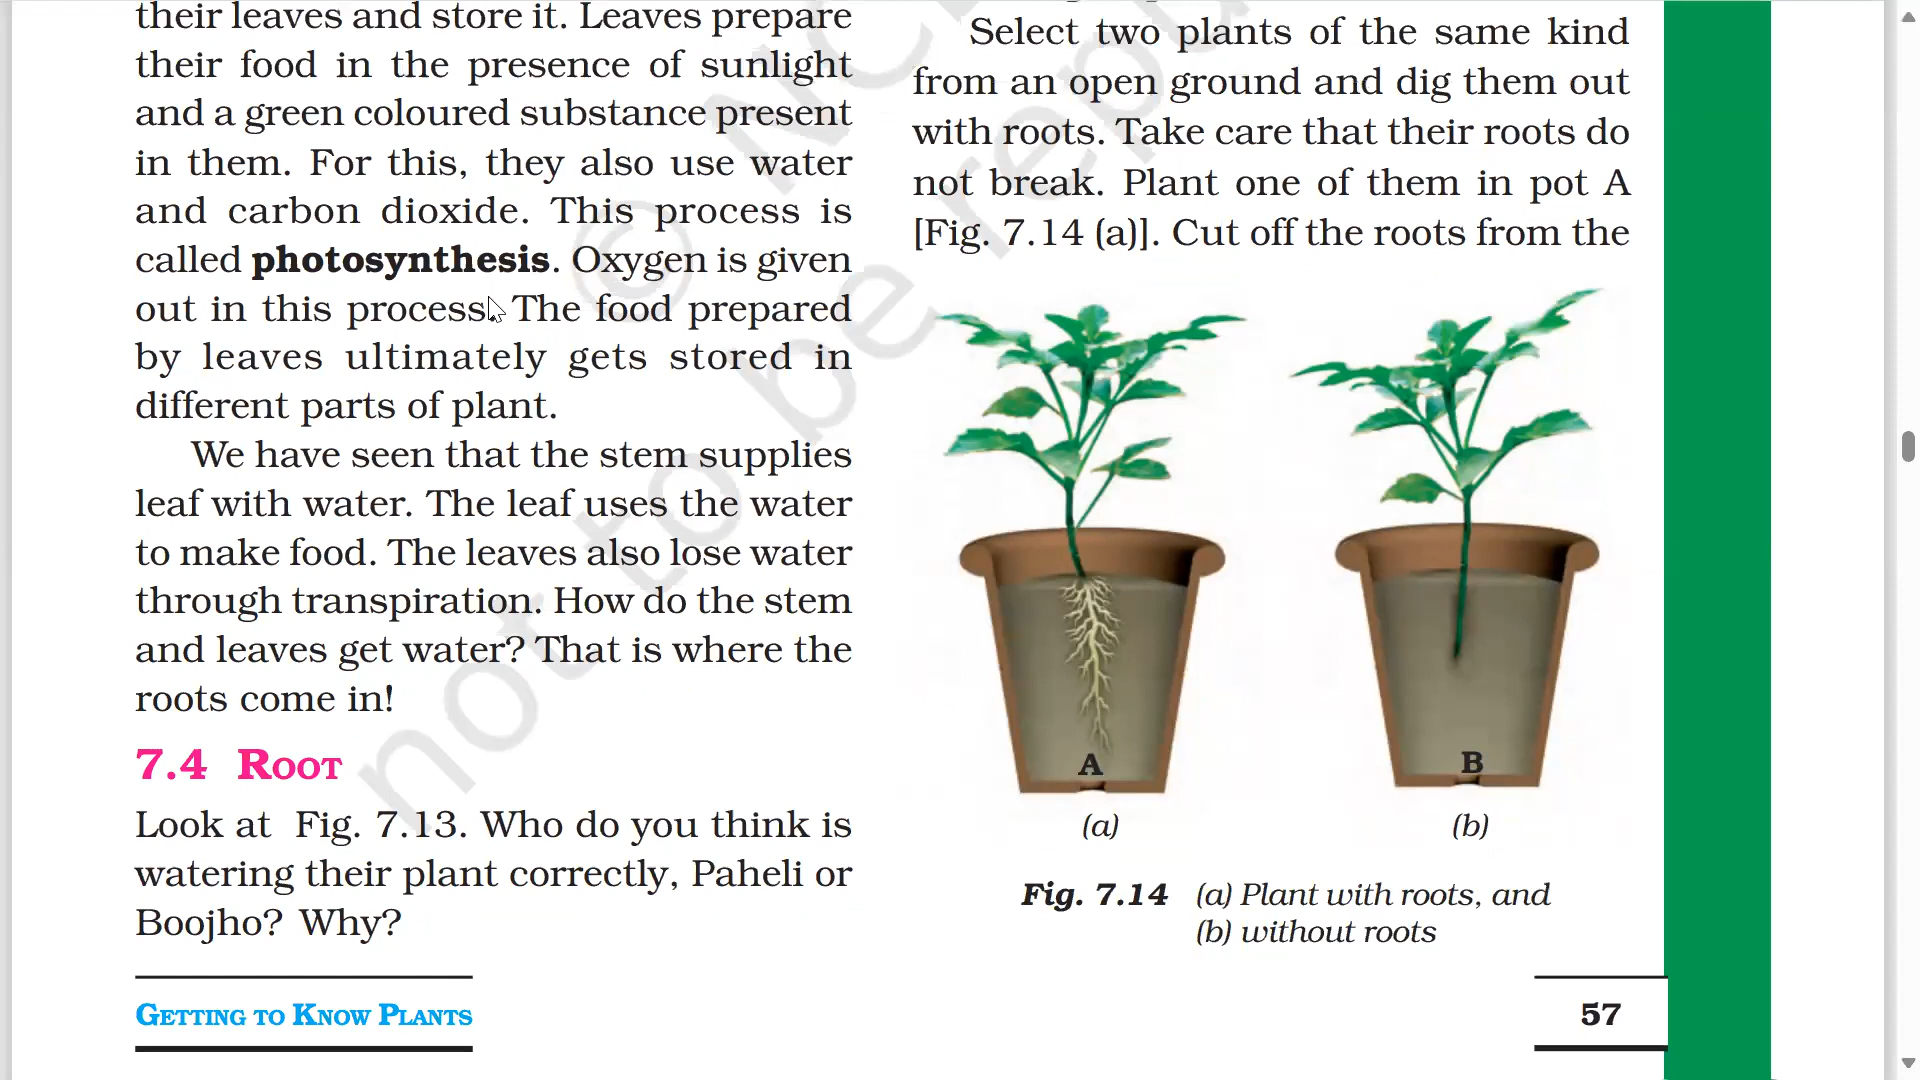 their leaves and store it. Leaves prepare
their food in the presence of sunlight
and a green coloured substance present
in them. For this, they also use water
and carbon dioxide. This process is
called photosynthesis. Oxygen is given
out in this process. The food prepared
by leaves ultimately gets stored in
different parts of plant.
We have seen that the stem supplies
leaf with water. The leaf uses the water
to make food. The leaves also lose water
through transpiration. How do the stem
and leaves get water? That is where the
roots come in!
7.4 ROOT
Look at Fig. 7.13. Who do you think is
watering their plant correctly, Paheli or
Boojho? Why?
Select two plants of the same kind
from an open ground and dig them out
with roots. Take care that their roots do
not break. Plant one of them in pot A
[Fig. 7.14 (a)]. Cut off the roots from the
A
B
(a)
(b)
Fig. 7.14 (a) Plant with roots, and
(b) without roots
GETTING TO KNOW PLANTS
57
not to be repu
© NCE